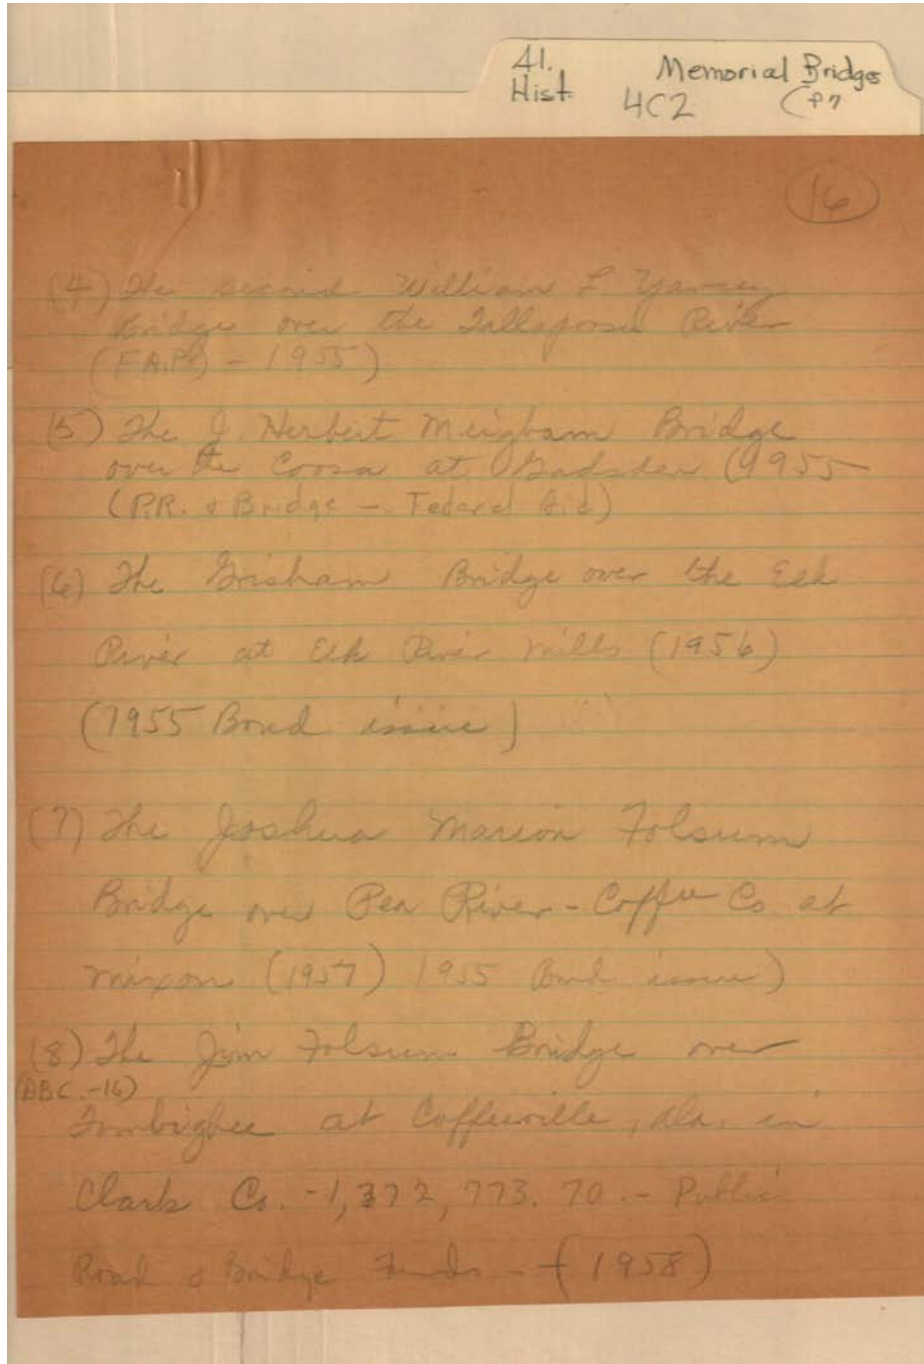 41. Memorial Bridges
Hist. 4C2 (P7
16
(4) The second William L Yancey
Bridge over the Tallapoosa River
(F.A.P.R) - 1955)
(5) The J. Herbert Meighan Bridge
over the Coosa at Gadsden (1955
(P.R. & Bridge - Federal Aid)
(6) The Grisham Bridge over the Elk
River at Elk River Mills (1956)
(1955 Bond issue)
(7) The Joshua Marion Folsum
Bridge over Pea River - Coffee Co at
Mixon (1957) 1955 Bond issue)
(8) The Jim Folsum Bridge over
(ABC.-16)
Tombigbee at Coffeeville, Ala. in
Clark Co. -1,372,773.70 - Public
Road & Bridge Funds - (1958)